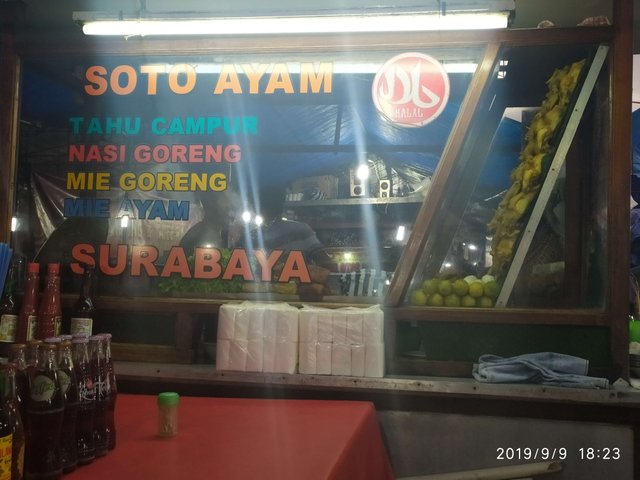 SOTO AYAM
HALAL
TAHU CAMPUR
NASI GORENG
MIE GORENG
MIE AYAM
SURABAYA
2019/9/9 18:23